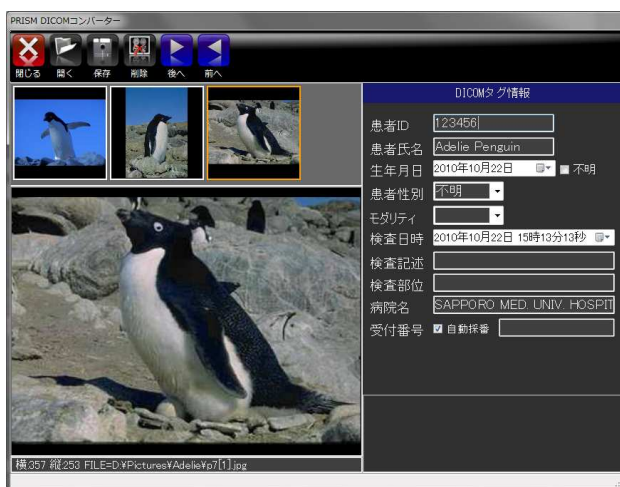 PRISM DICOMコンバーター
閉じる 開く 保存 削除 後へ 前へ
DICOMタグ情報
患者ID 123456
患者氏名 Adelie Penguin
生年月日 2010年10月22日 不明
患者性別 不明
モダリティ
検査日時 2010年10月22日 15時13分13秒
検査記述
検査部位
病院名 SAPPORO MED. UNIV. HOSPIT
受付番号 自動採番
横:357 縦:253 FILE=D:¥Pictures¥Adelie¥p7[1].jpg